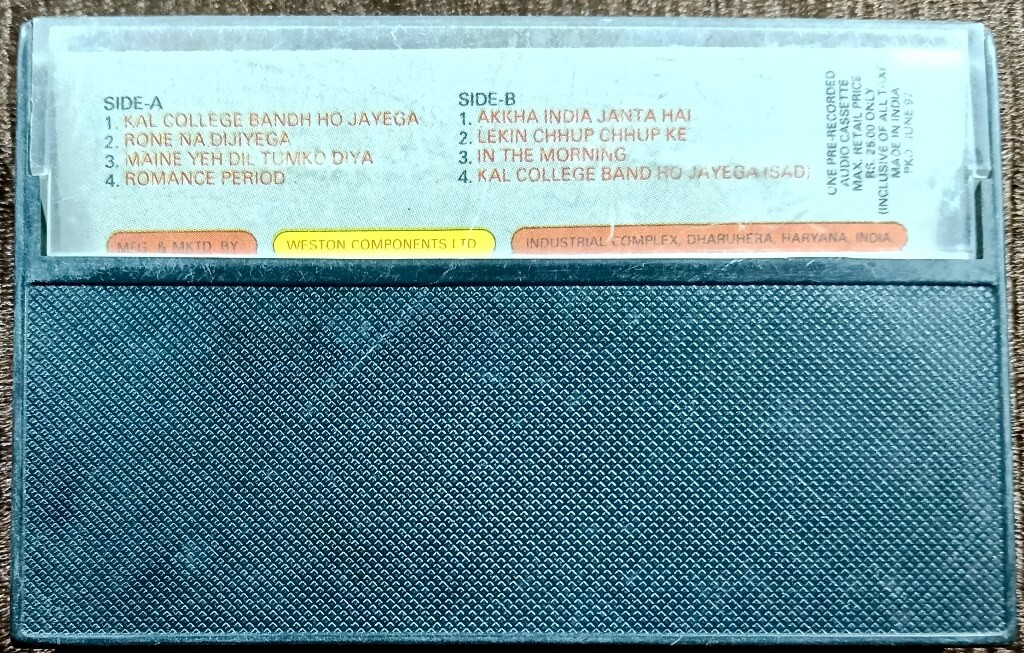 SIDE-A
1. KAL COLLEGE BANDH HO JAYEGA
2. RONE NA DIJIYEGA
3. MAINE YEH DIL TUMKO DIYA
4. ROMANCE PERIOD
SIDE-B
1. AKKHA INDIA JANTA HAI
2. LEKIN CHHUP CHHUP KE
3. IN THE MORNING
4. KAL COLLEGE BAND HO JAYEGA (SAD)
ONE PRE-RECORDED
AUDIO CASSETTE
MAX. RETAIL PRICE
RS. 25.00 ONLY
(INCLUSIVE OF ALL TAX)
MADE IN INDIA
JUNE
MFG. & MKTD. BY
WESTON COMPONENTS LTD.
INDUSTRIAL COMPLEX, DHARUHERA, HARYANA, INDIA.